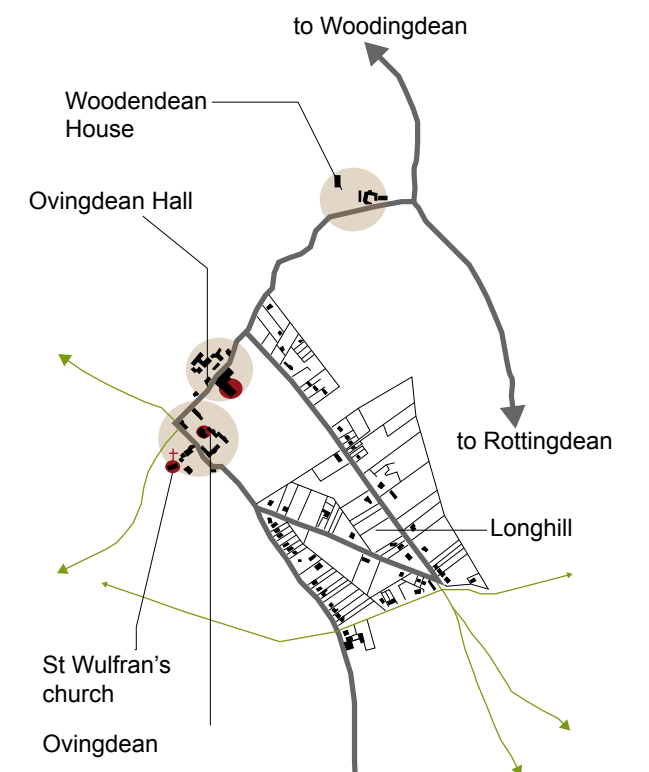 to Woodingdean
Woodendean
House
Ovingdean Hall
to Rottingdean
Longhill
St Wulfran's
church
Ovingdean